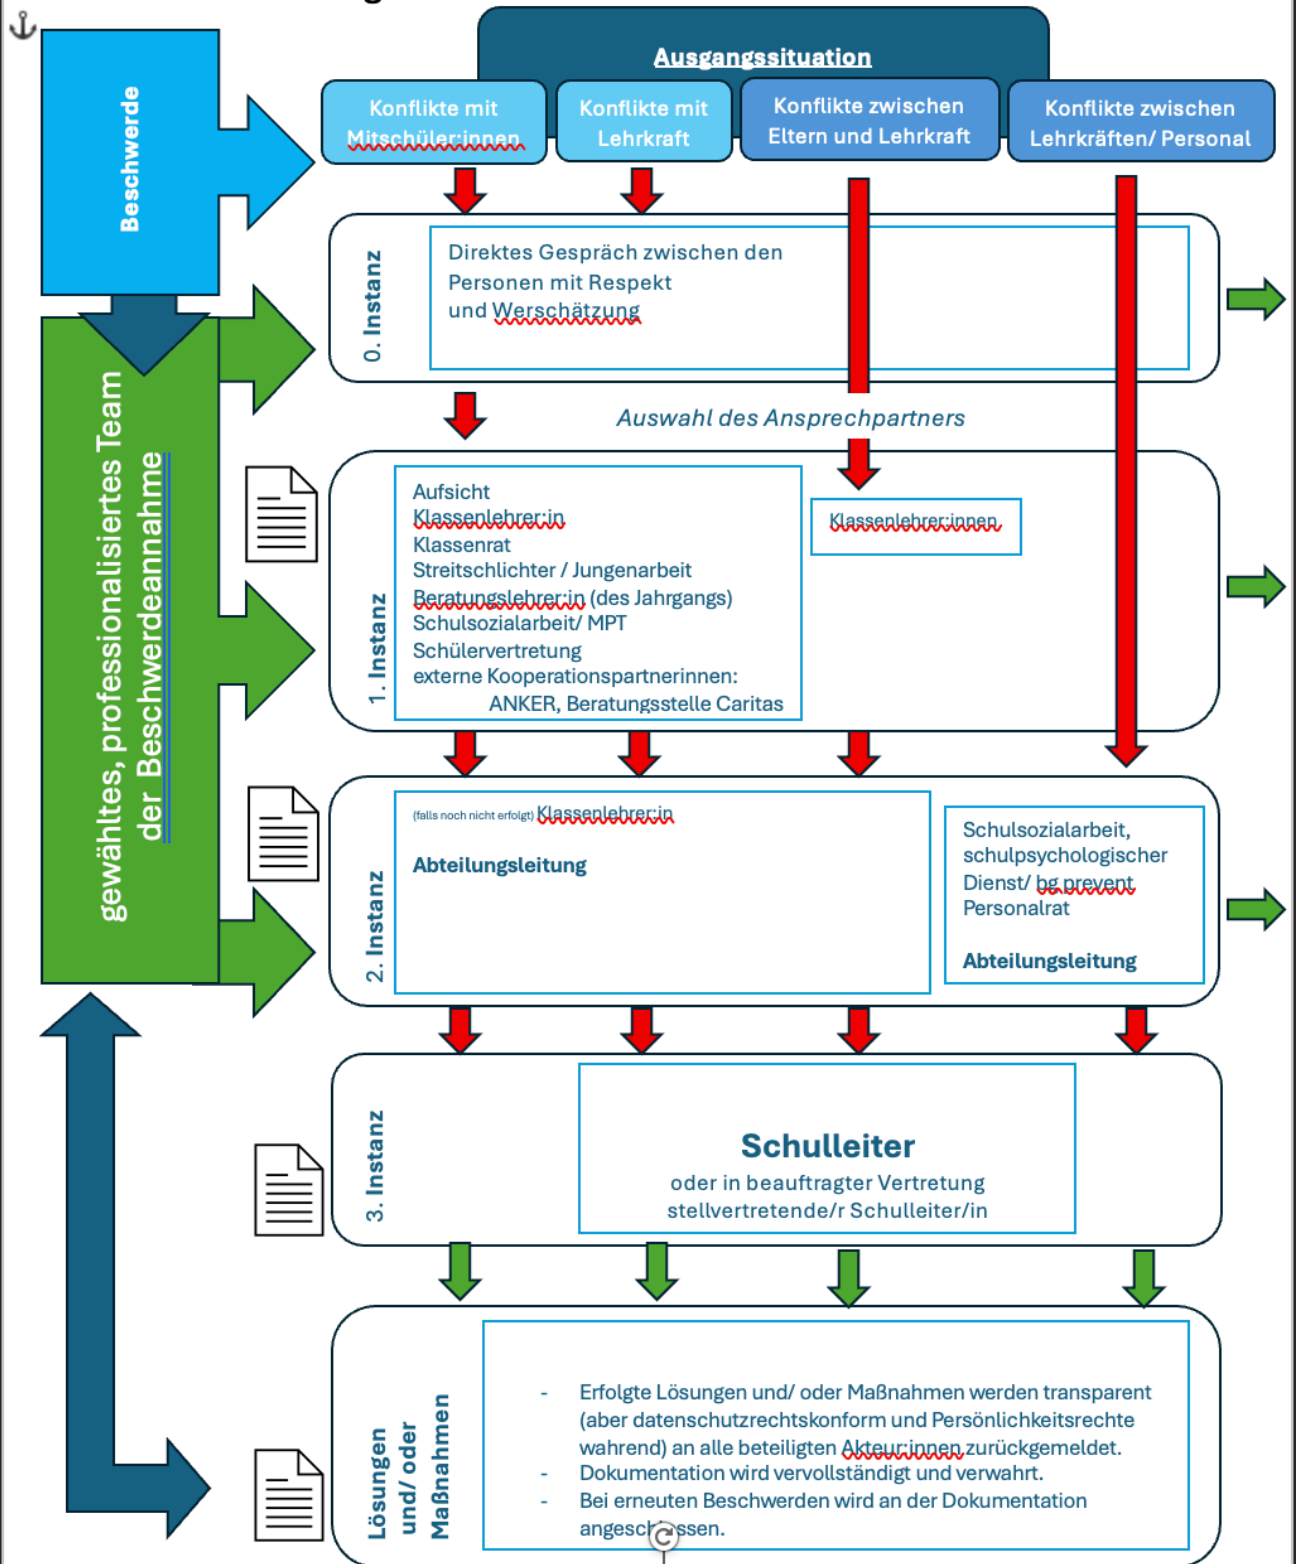 Ausgangssituation
Beschwerde
Konflikte mit
Mitschüler:innen
Konflikte mit
Lehrkraft
Konflikte zwischen
Eltern und Lehrkraft
Konflikte zwischen
Lehrkräften/ Personal
0. Instanz
Direktes Gespräch zwischen den
Personen mit Respekt
und Werschätzung
gewähltes, professionalisiertes Team
der Beschwerdeannahme
Auswahl des Ansprechpartners
1. Instanz
Aufsicht
Klassenlehrer:in
Klassenrat
Streitschlichter / Jungenarbeit
Beratungslehrer:in (des Jahrgangs)
Schulsozialarbeit/ MPT
Schülervertretung
externe Kooperationspartnerinnen:
ANKER, Beratungsstelle Caritas
Klassenlehrer:innen
2. Instanz
(falls noch nicht erfolgt) Klassenlehrer:in
Abteilungsleitung
Schulsozialarbeit,
schulpsychologischer
Dienst/ bg prevent
Personalrat
Abteilungsleitung
3. Instanz
Schulleiter
oder in beauftragter Vertretung
stellvertretende/r Schulleiter/in
Lösungen
und/ oder
Maßnahmen
- Erfolgte Lösungen und/ oder Maßnahmen werden transparent
(aber datenschutzrechtskonform und Persönlichkeitsrechte
wahrend) an alle beteiligten Akteur:innen zurückgemeldet.
- Dokumentation wird vervollständigt und verwahrt.
- Bei erneuten Beschwerden wird an der Dokumentation
angeschlossen.